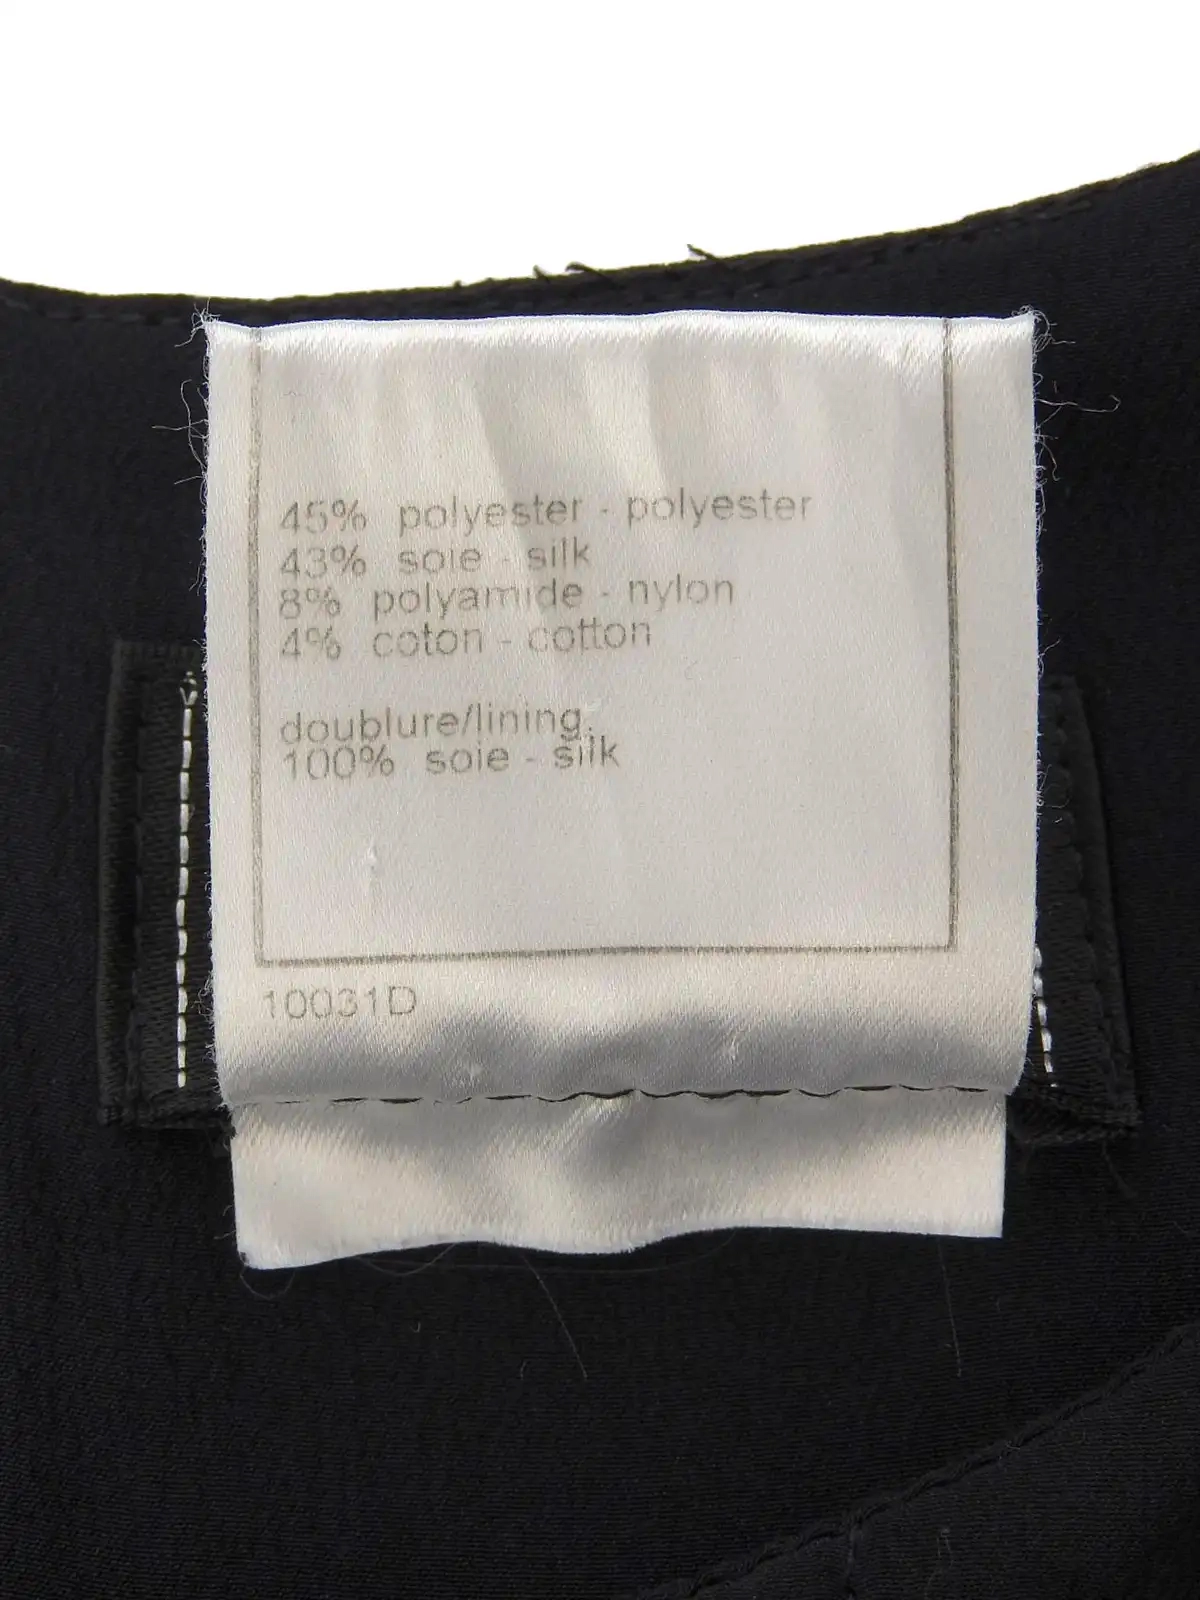 45% polyester - polyester
43% soie - silk
8% polyamide - nylon
4% coton - cotton
doublure/lining:
100% soie - silk
10031D